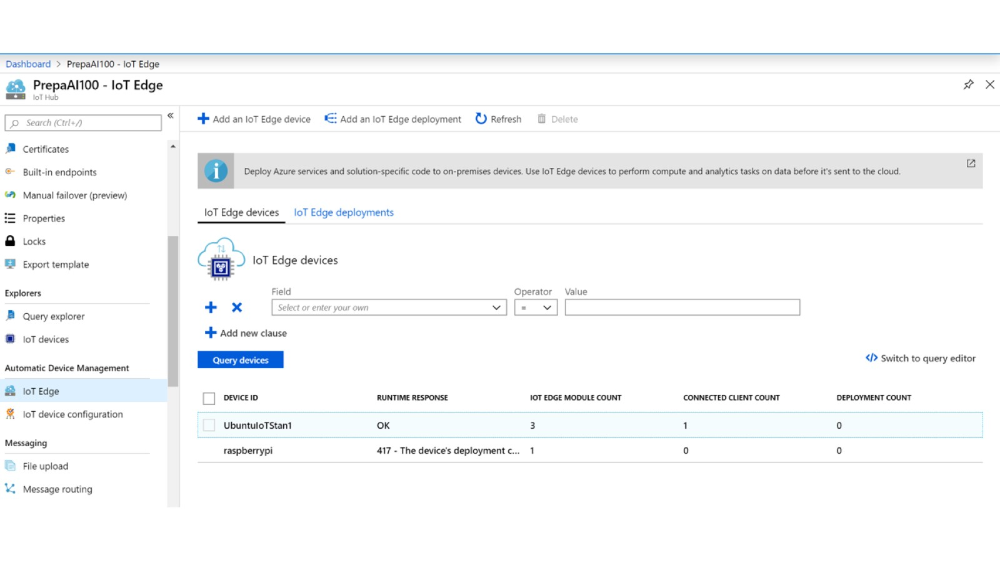 Dashboard > PrepaAI100 - IoT Edge
PrepaAI100 - IoT Edge
IoT Hub
Search (Ctrl+/)
«
Certificates
Built-in endpoints
Manual failover (preview)
Properties
Locks
Export template
Explorers
Query explorer
IoT devices
Automatic Device Management
IoT Edge
IoT device configuration
Messaging
File upload
Message routing
Add an IoT Edge device Add an IoT Edge deployment Refresh Delete
Deploy Azure services and solution-specific code to on-premises devices. Use IoT Edge devices to perform compute and analytics tasks on data before it's sent to the cloud.
IoT Edge devices IoT Edge deployments
IoT Edge devices
Field Operator Value
Select or enter your own =
Add new clause
Query devices
</> Switch to query editor
DEVICE ID RUNTIME RESPONSE IOT EDGE MODULE COUNT CONNECTED CLIENT COUNT DEPLOYMENT COUNT
UbuntuIoTStan1 OK 3 1 0
raspberrypi 417 - The device's deployment c... 1 0 0